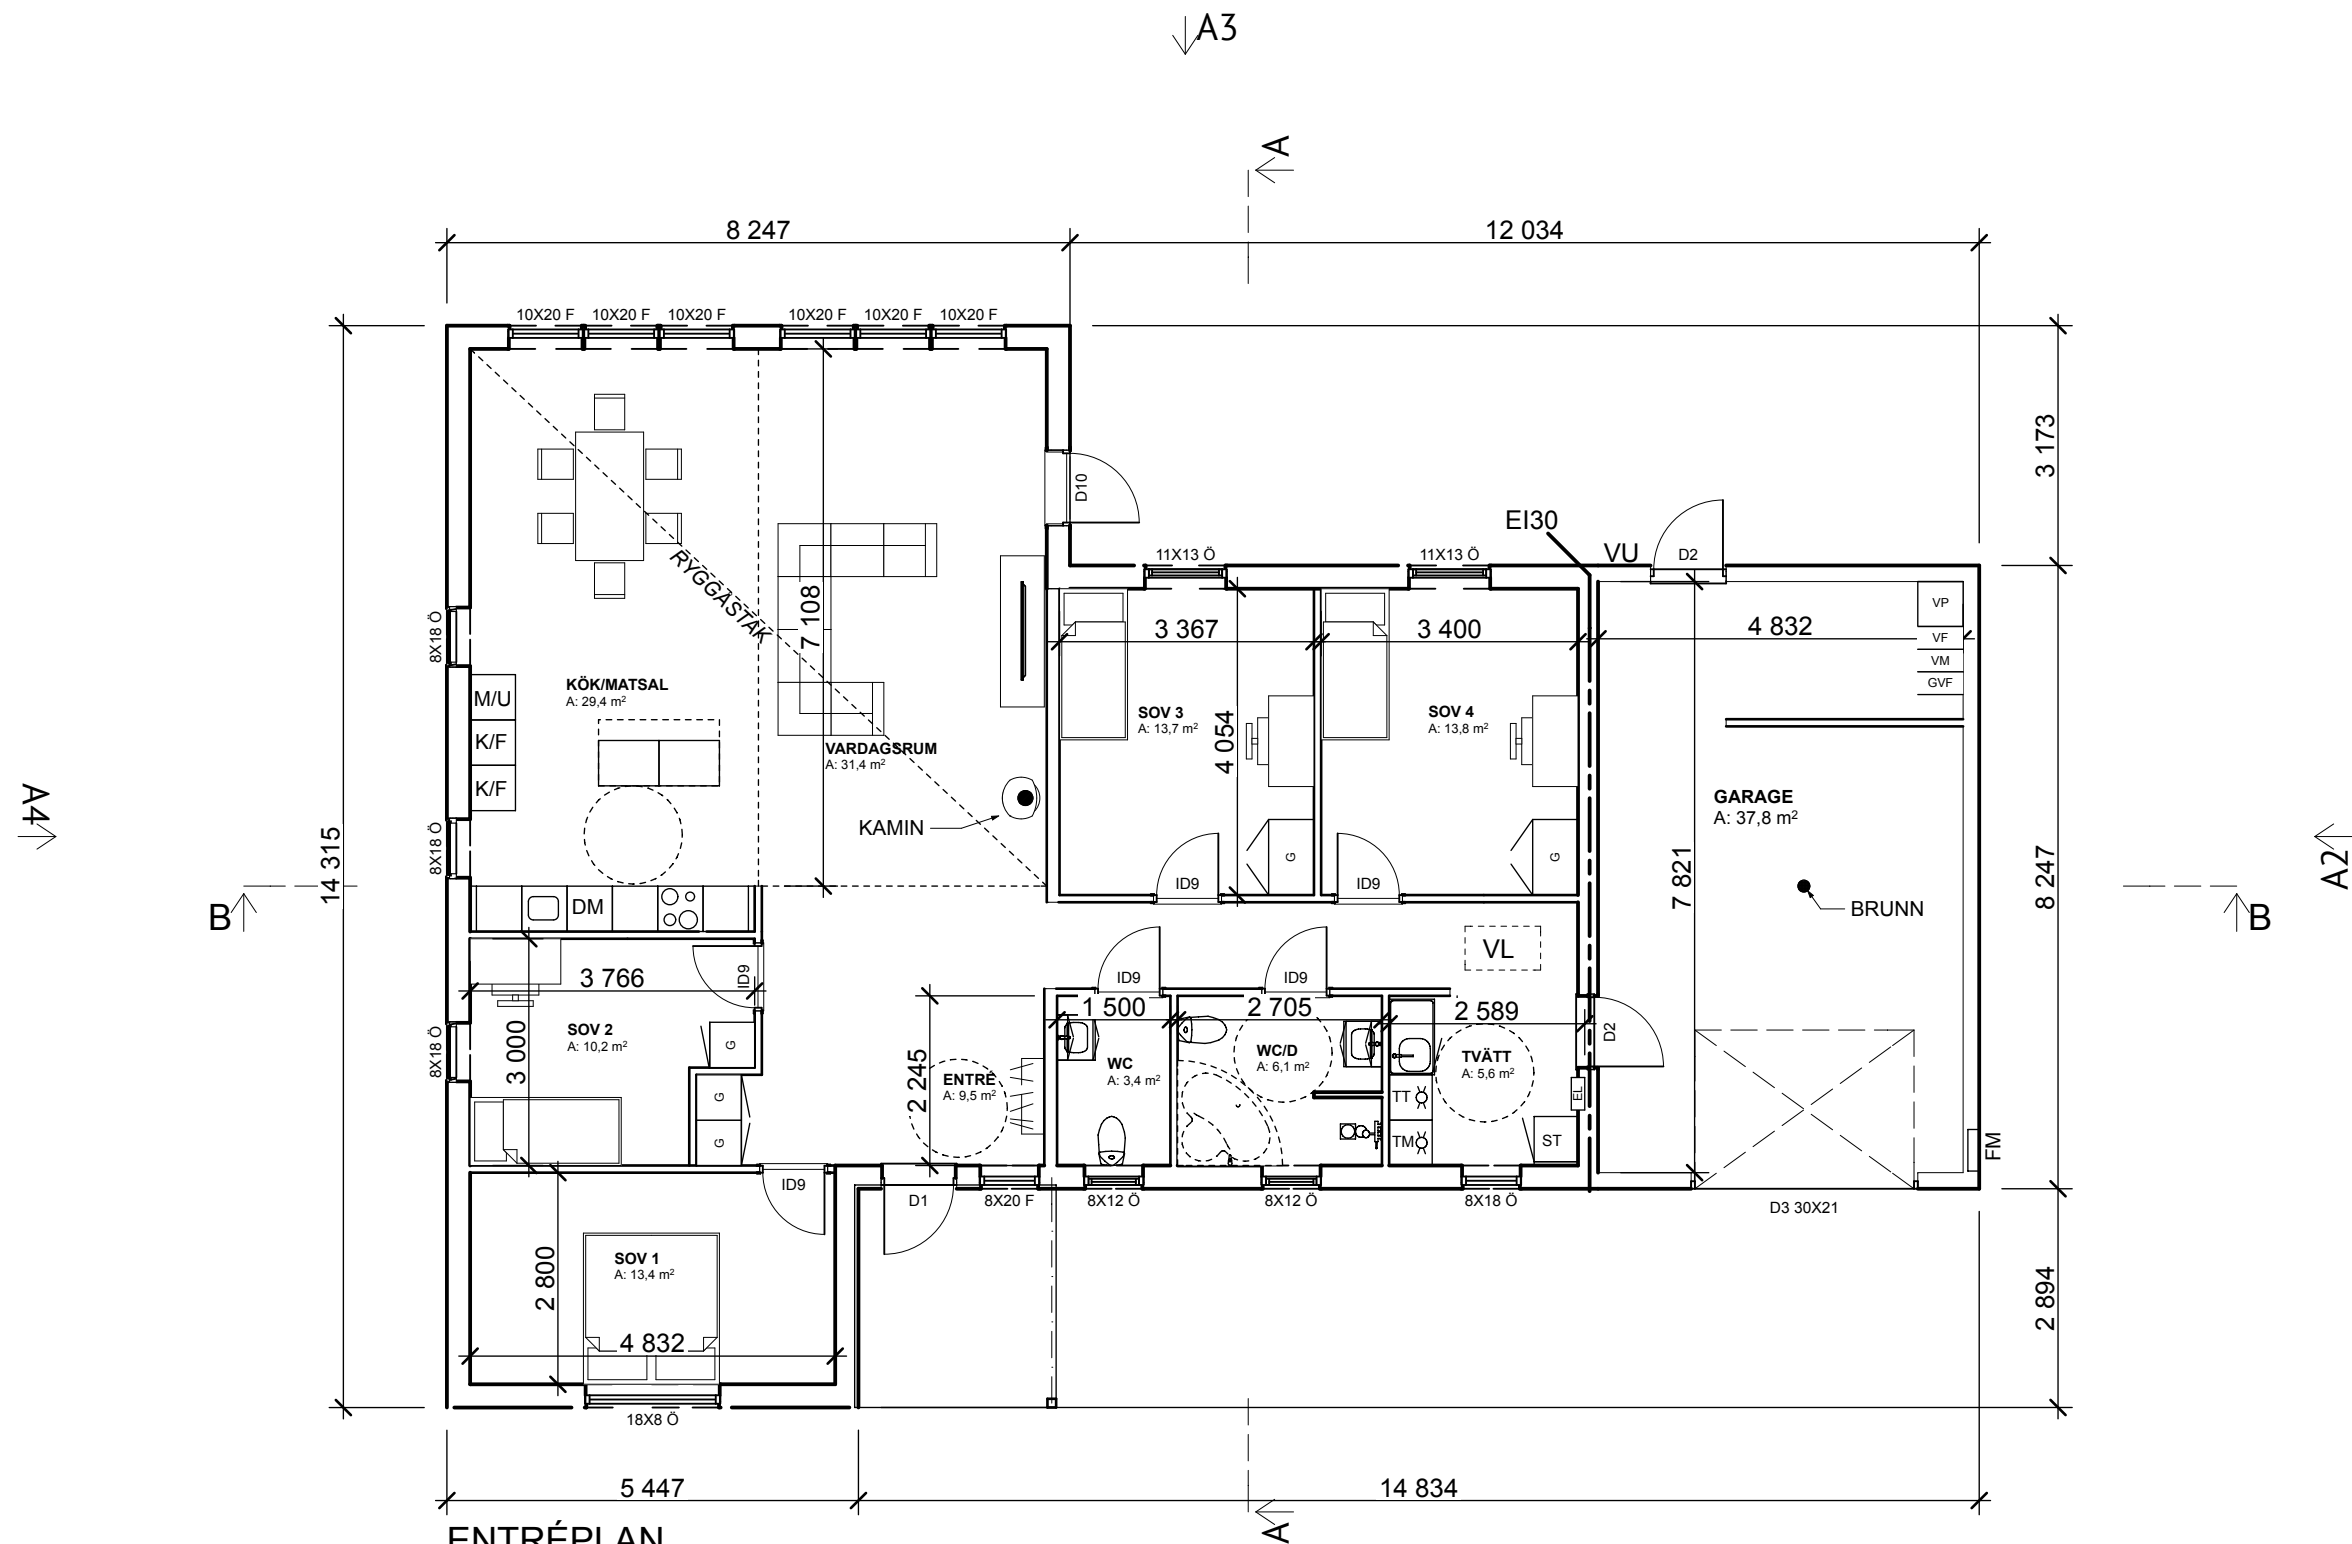 A3
A
8 247
12 034
10X20 F
10X20 F
10X20 F
10X20 F
10X20 F
10X20 F
3 173
D10
EI30
VU
D2
11X13 Ö
11X13 Ö
RYGGÅSTAK
7 108
8X18 Ö
3 367
3 400
4 832
VP
VF
VM
GVF
KÖK/MATSAL
A: 29,4 m²
M/U
K/F
K/F
VARDAGSRUM
A: 31,4 m²
SOV 3
A: 13,7 m²
4 054
SOV 4
A: 13,8 m²
GARAGE
A: 37,8 m²
KAMIN
A4
14 315
8X18 Ö
G
G
7 821
8 247
A2
ID9
ID9
BRUNN
B
DM
B
VL
3 766
ID9
ID9
ID9
1 500
2 705
2 589
SOV 2
A: 10,2 m²
8X18 Ö
3 000
G
G
G
2 245
ENTRÉ
A: 9,5 m²
WC
A: 3,4 m²
WC/D
A: 6,1 m²
TVÄTT
A: 5,6 m²
D2
EL
TT
TM
ST
FM
ID9
D1
8X20 F
8X12 Ö
8X12 Ö
8X18 Ö
D3 30X21
SOV 1
A: 13,4 m²
2 800
4 832
2 894
18X8 Ö
5 447
14 834
A
ENTRÉPLAN